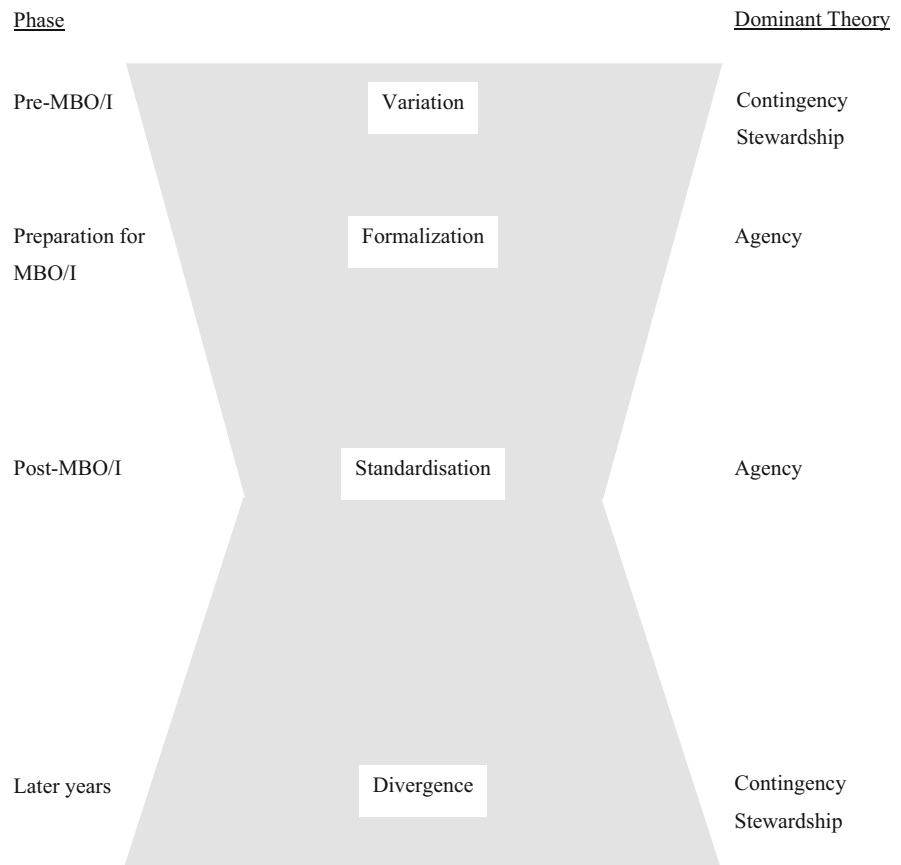 Phase Dominant Theory
Pre-MBO/I Variation Contingency
Stewardship
Preparation for Formalization Agency
MBO/I
Post-MBO/I Standardisation Agency
Later years Divergence Contingency
Stewardship